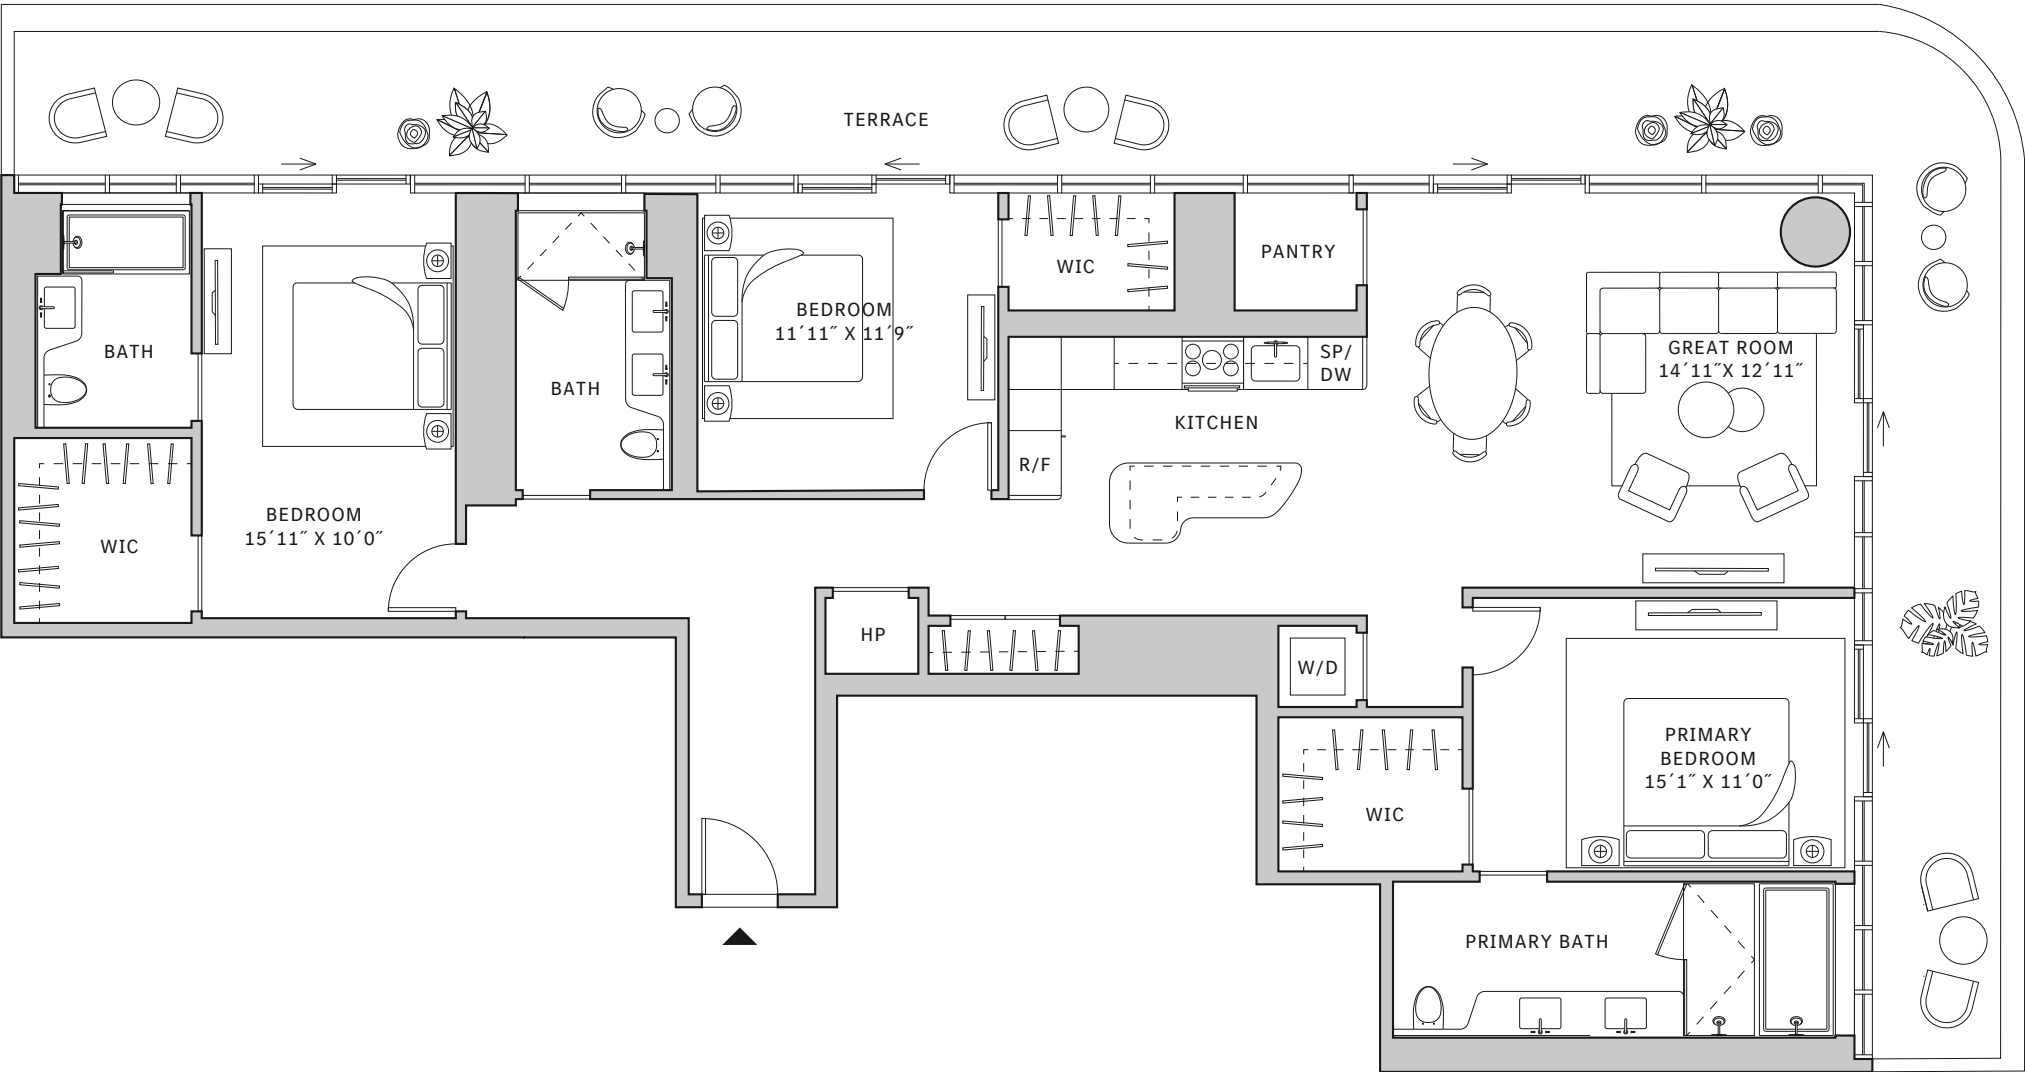 TERRACE
BATH
WIC
BEDROOM
15′11″ X 10′0″
BATH
BEDROOM
11′11″ X 11′9″
WIC
PANTRY
SP/
DW
KITCHEN
R/F
GREAT ROOM
14′11″X 12′11″
HP
W/D
WIC
PRIMARY
BEDROOM
15′1″ X 11′0″
PRIMARY BATH